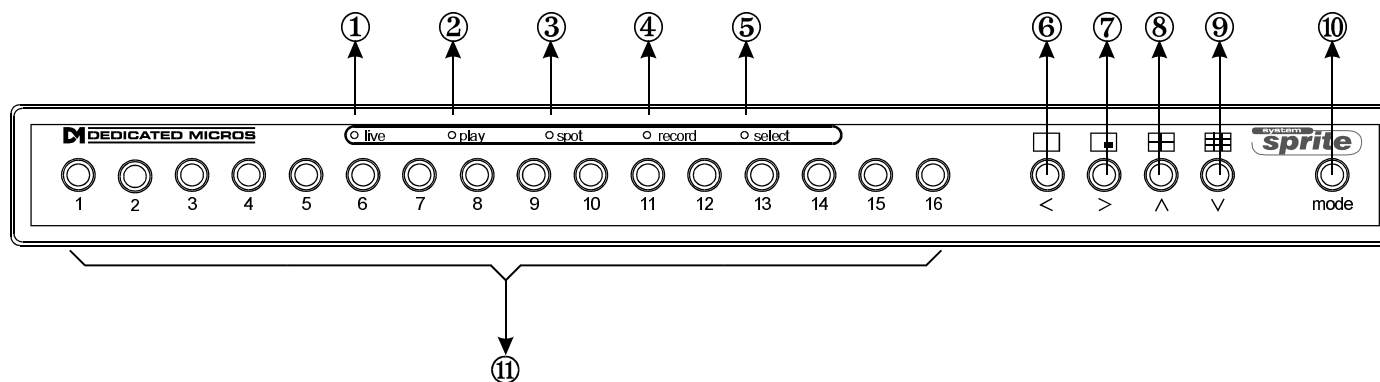 ① ② ③ ④ ⑤ ⑥ ⑦ ⑧ ⑨ ⑩
DEDICATED MICROS
live play spot record select
system
sprite
1 2 3 4 5 6 7 8 9 10 11 12 13 14 15 16 < > ∧ ∨ mode
⑪